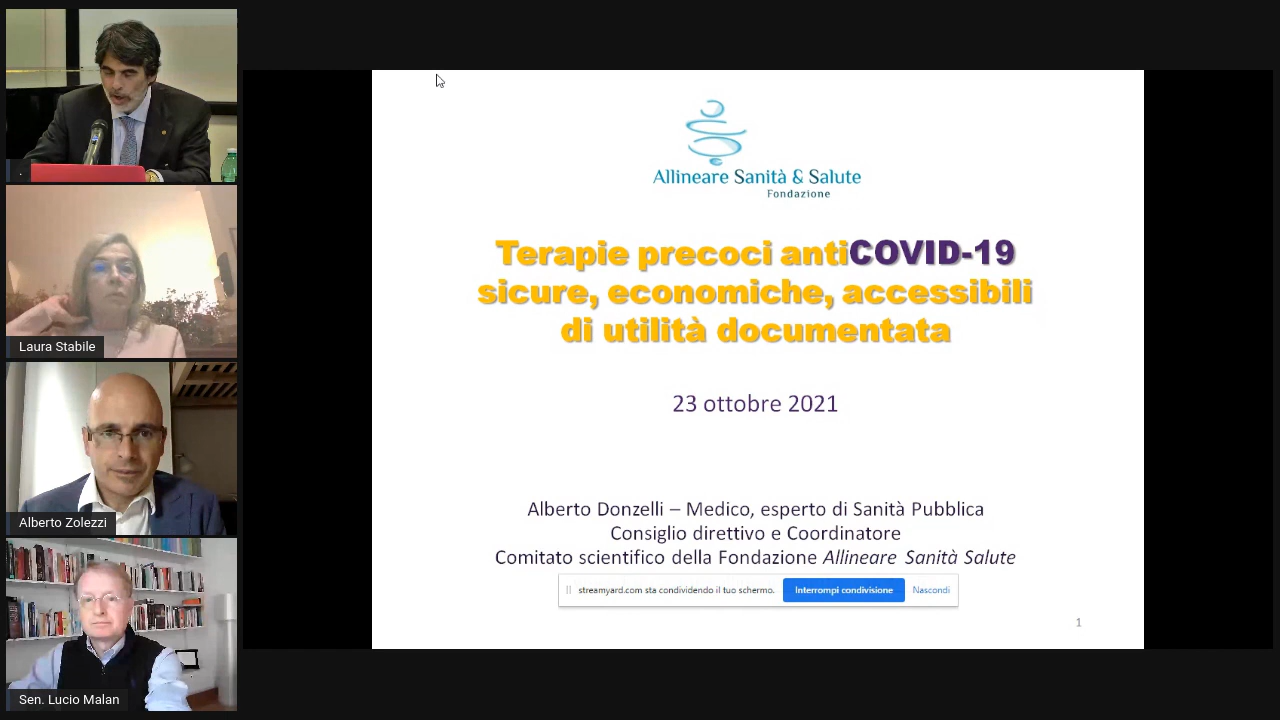 Laura Stabile
Alberto Zolezzi
Sen. Lucio Malan
Allineare Sanità & Salute
Fondazione
Terapie precoci antiCOVID-19
sicure, economiche, accessibili
di utilità documentata
23 ottobre 2021
Alberto Donzelli – Medico, esperto di Sanità Pubblica
Consiglio direttivo e Coordinatore
Comitato scientifico della Fondazione Allineare Sanità Salute
streamyard.com sta condividendo il tuo schermo. Interrompi condivisione Nascondi
1